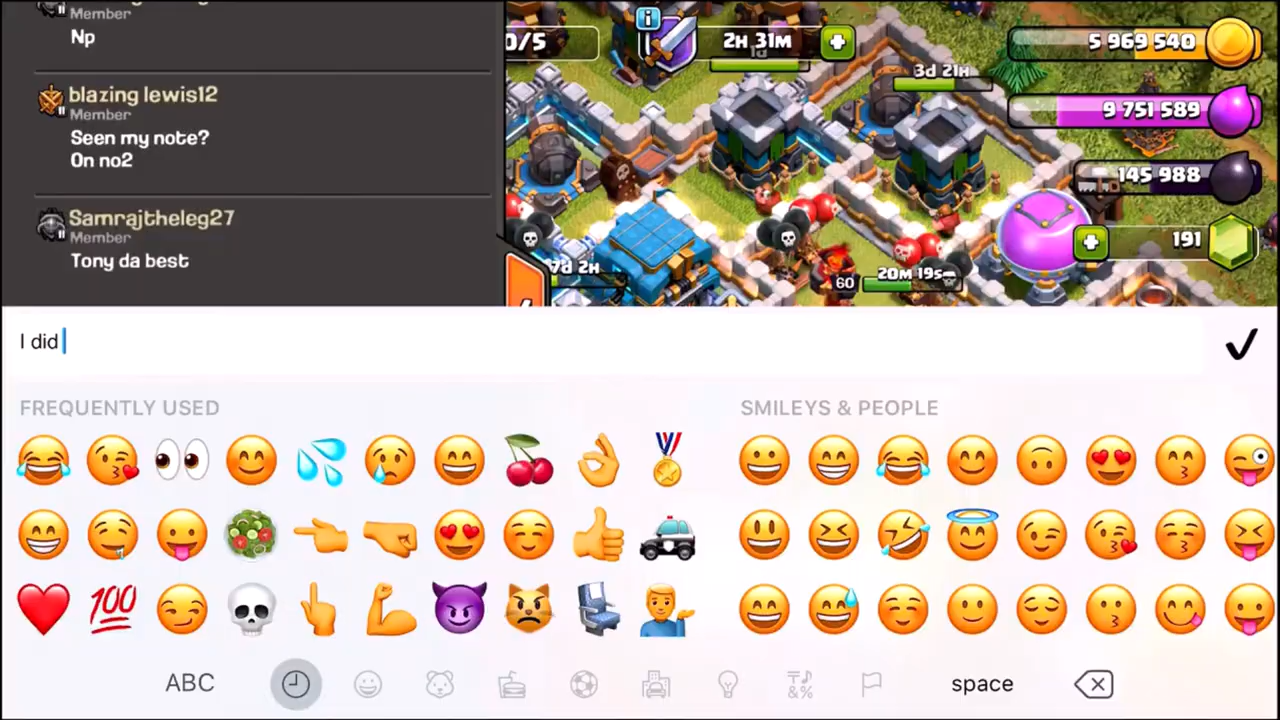 Member
Np
blazing lewis12
Member
Seen my note?
On no2
Samrajtheleg27
Member
Tony da best
0/5
2H 31M
1d
3d 21H
5 969 540
9 751 589
145 988
191
7d 2H
60
20M 19S
I did
FREQUENTLY USED
SMILEYS & PEOPLE
100
ABC
&%
space